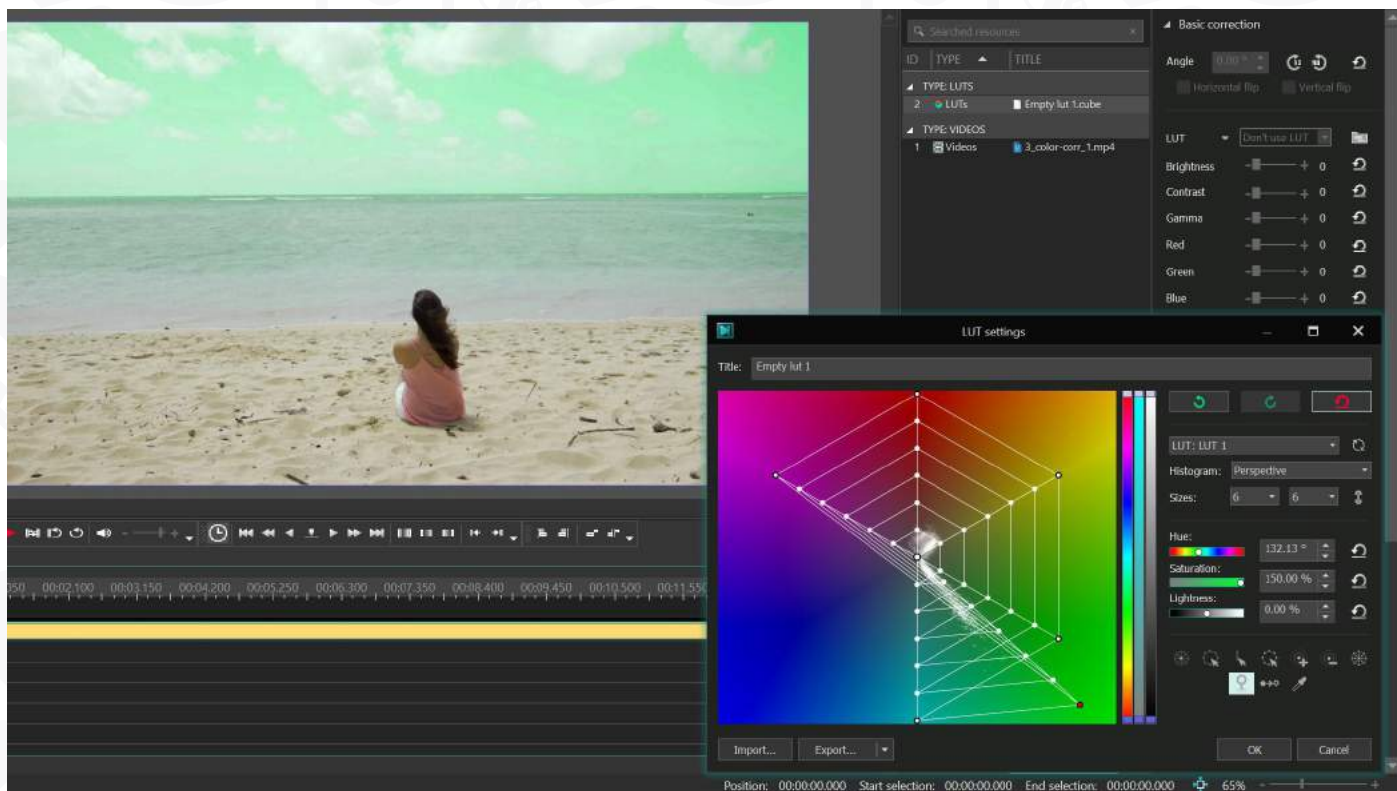 Searched resources
ID TYPE TITLE
TYPE: LUTS
2 LUTs Empty lut 1.cube
TYPE: VIDEOS
1 Videos 3_color-corr_1.mp4
Basic correction
Angle 0.00 °
Horizontal flip Vertical flip
LUT Don't use LUT
Brightness 0
Contrast 0
Gamma 0
Red 0
Green 0
Blue 0
LUT settings
Title: Empty lut 1
LUT: LUT 1
Histogram: Perspective
Sizes: 6 6
Hue:
132.13 °
Saturation:
150.00 %
Lightness:
0.00 %
Import... Export... OK Cancel
00:02.100 00:03.150 00:04.200 00:05.250 00:06.300 00:07.350 00:08.400 00:09.450 00:10.500 00:11.550
Position: 00:00:00.000 Start selection: 00:00:00.000 End selection: 00:00:00.000 65%